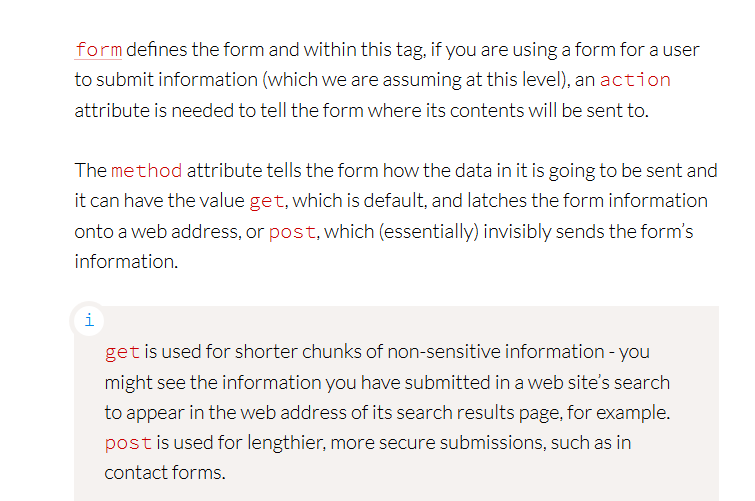 form defines the form and within this tag, if you are using a form for a user
to submit information (which we are assuming at this level), an action
attribute is needed to tell the form where its contents will be sent to.
The method attribute tells the form how the data in it is going to be sent and
it can have the value get, which is default, and latches the form information
onto a web address, or post, which (essentially) invisibly sends the form’s
information.
i
get is used for shorter chunks of non-sensitive information - you
might see the information you have submitted in a web site’s search
to appear in the web address of its search results page, for example.
post is used for lengthier, more secure submissions, such as in
contact forms.